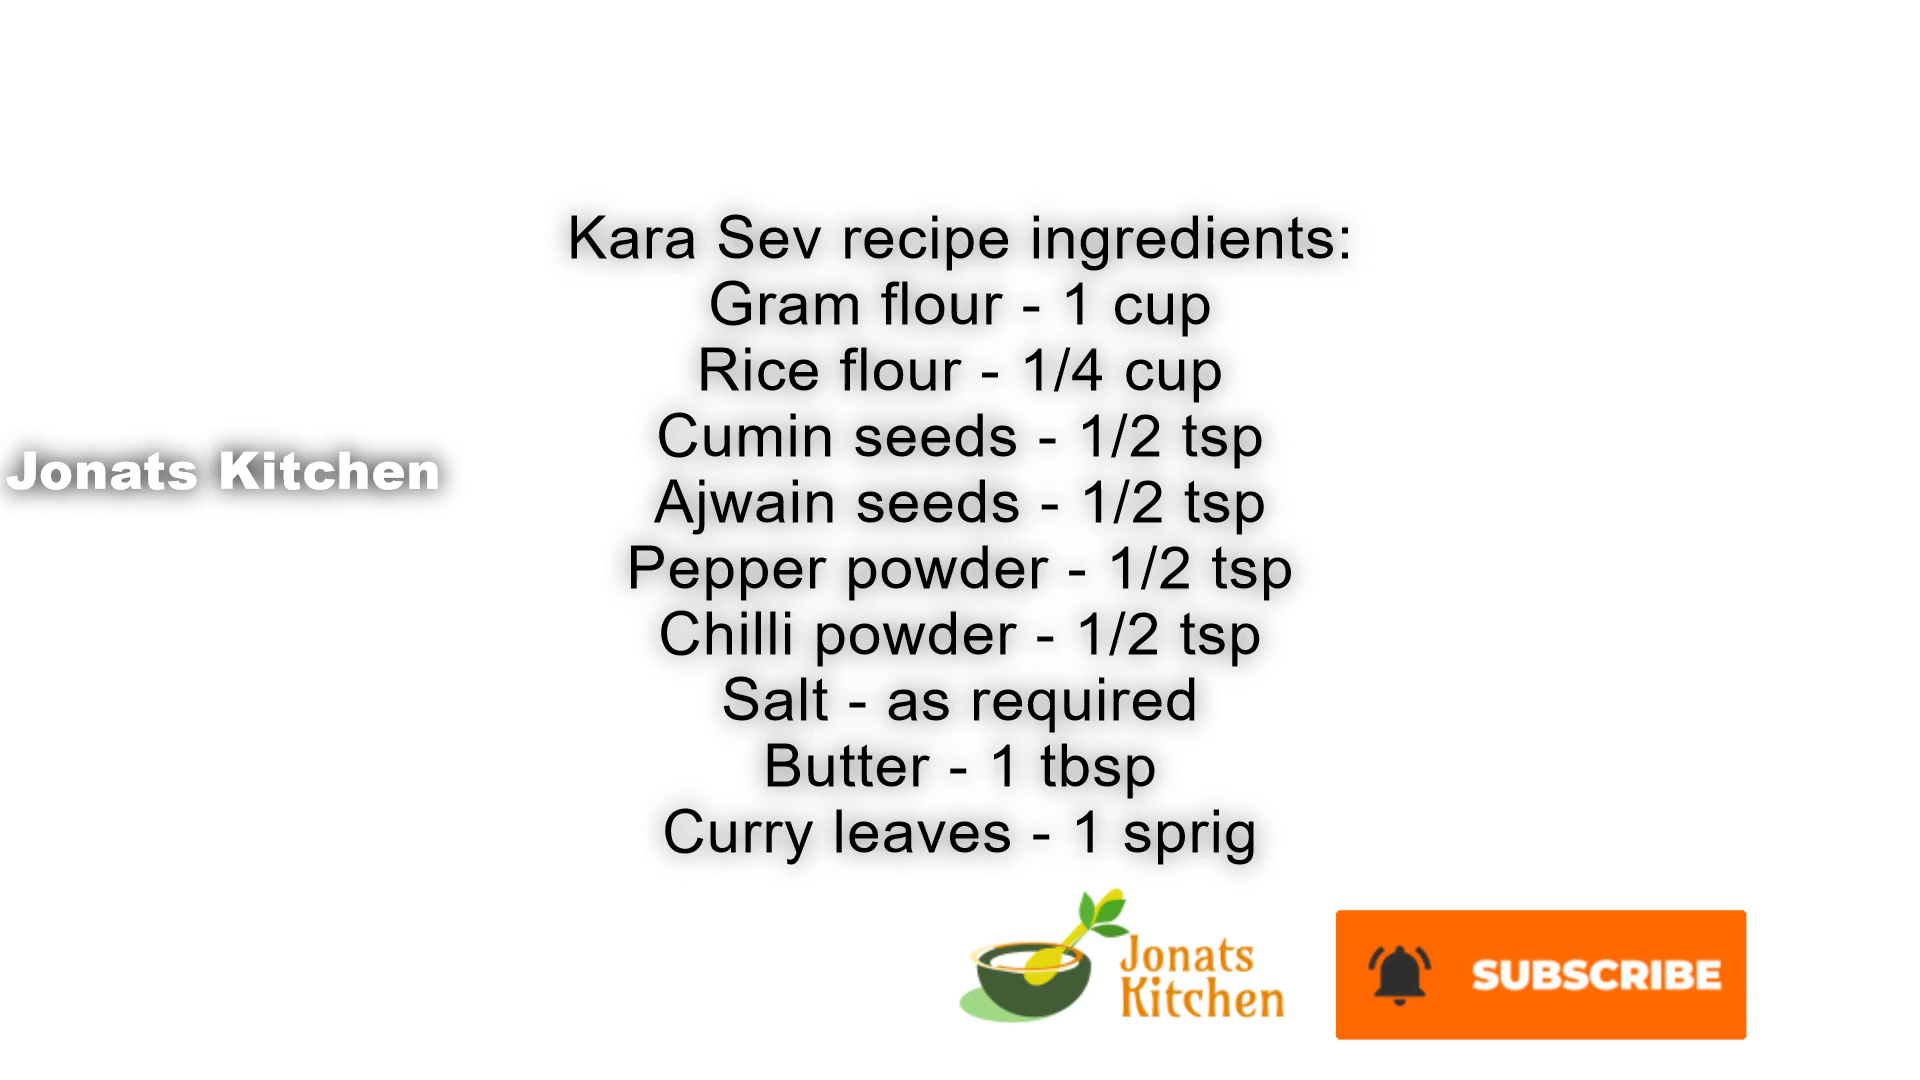 Kara Sev recipe ingredients:
Gram flour - 1 cup
Rice flour - 1/4 cup
Cumin seeds - 1/2 tsp
Ajwain seeds - 1/2 tsp
Jonats Kitchen
Pepper powder - 1/2 tsp
Chilli powder - 1/2 tsp
Salt - as required
Butter - 1 tbsp
Curry leaves - 1 sprig
Jonats
Kitchen
SUBSCRIBE